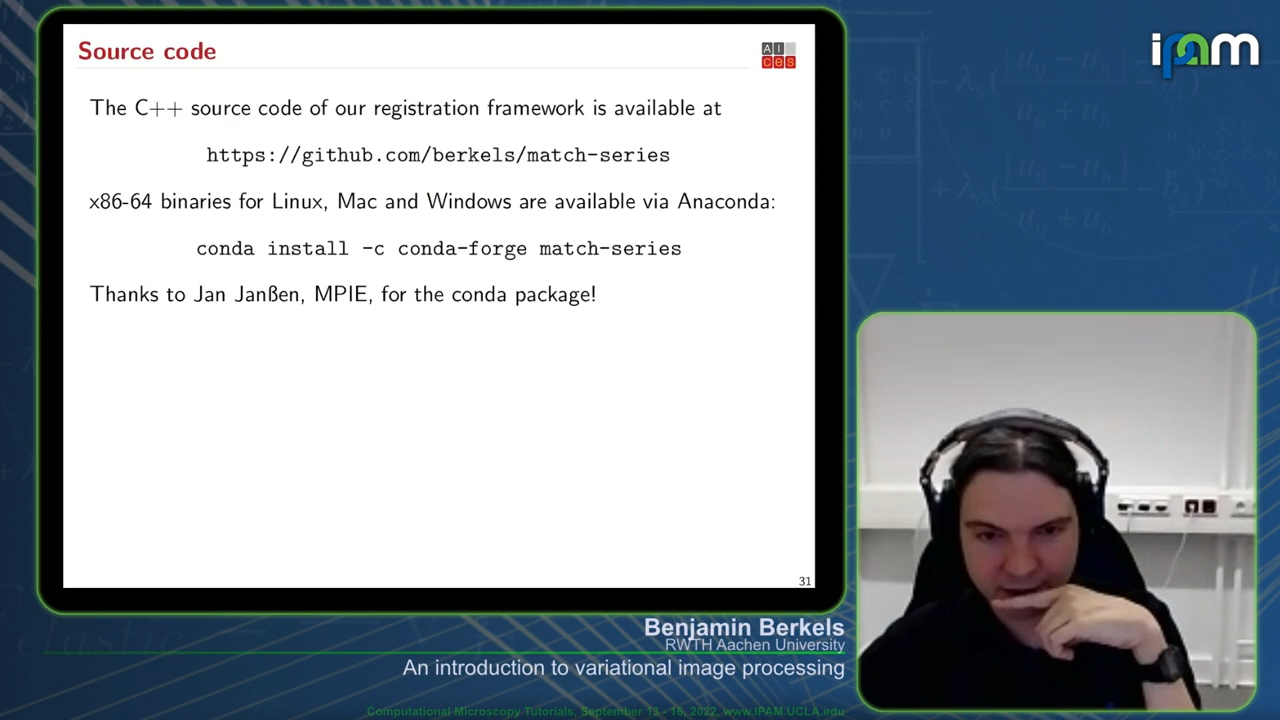 Source code
AICES
ipam
The C++ source code of our registration framework is available at
https://github.com/berkels/match-series
x86-64 binaries for Linux, Mac and Windows are available via Anaconda:
conda install -c conda-forge match-series
Thanks to Jan Janßen, MPIE, for the conda package!
31
Benjamin Berkels
RWTH Aachen University
An introduction to variational image processing
Computational Microscopy Tutorials, September 13 - 16, 2022, www.IPAM.UCLA.edu